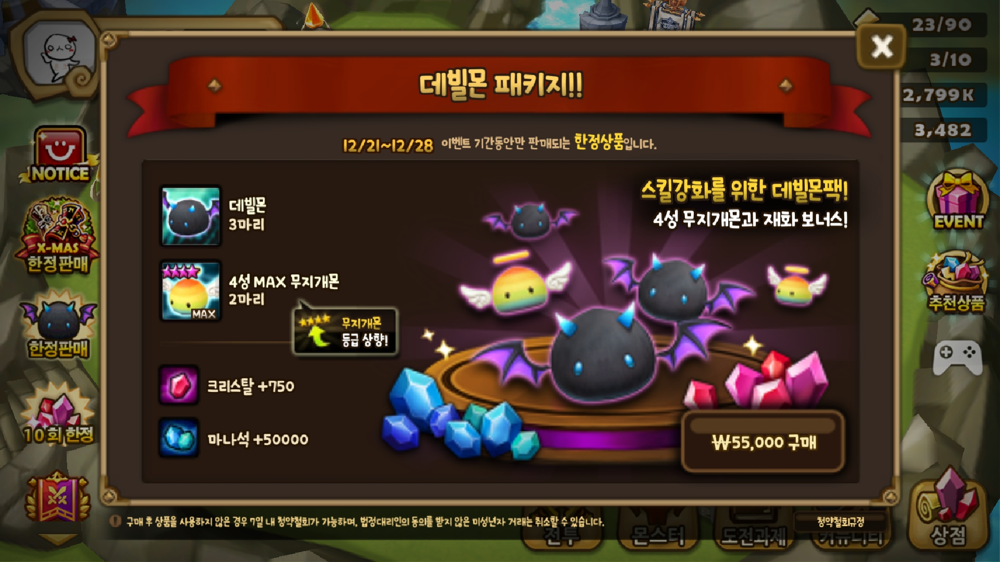 데빌몬 패키지!!
12/21~12/28 이벤트 기간동안만 판매되는 한정상품입니다.
스킬강화를 위한 데빌몬팩!
4성 무지개몬과 재화 보너스!
데빌몬
3마리
4성 MAX 무지개몬
2마리
MAX
무지개몬
등급 상향!
크리스탈 +750
마나석 +50000
₩55,000 구매
구매 후 상품을 사용하지 않은 경우 7일 내 청약철회가 가능하며, 법정대리인의 동의를 받지 않은 미성년자 거래는 취소할 수 있습니다.
청약철회규정
NOTICE
X-MAS
한정판매
한정판매
10회 한정
23/90
3/10
2,799K
3,482
EVENT
추천상품
전투
몬스터
도전과제
커뮤니티
상점